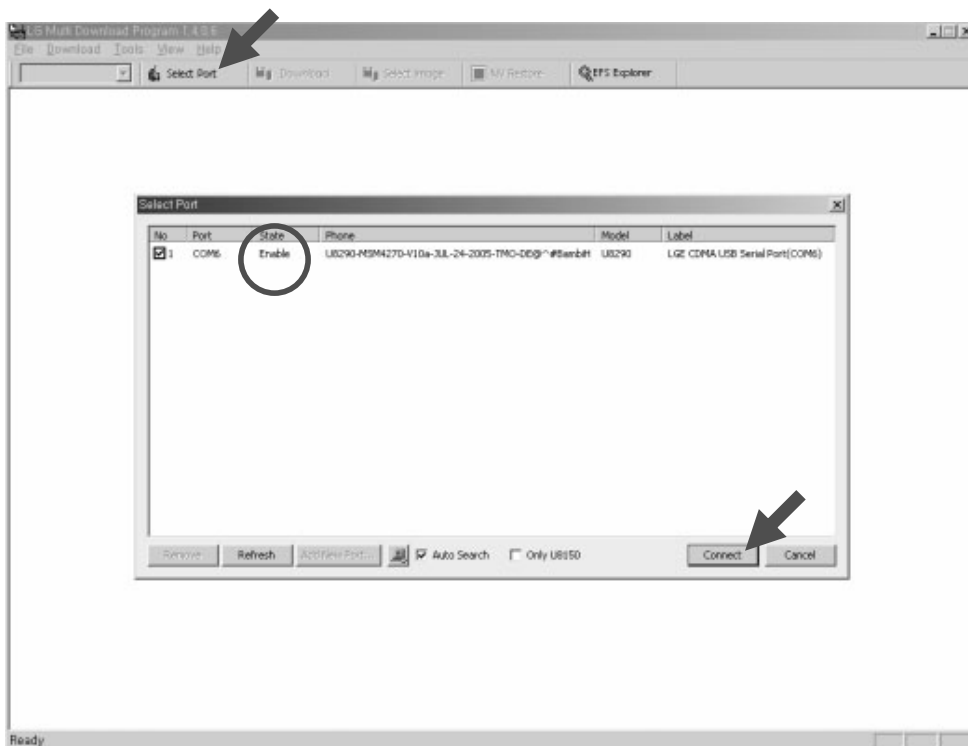 LG Multi Download Program 1.4.0.6
File Download Tools View Help
Select Port Download Select Image NV Restore EFS Explorer
Select Port
No Port State Phone Model Label
1 COM6 Enable U8290-MSM4270-V10a-JUL-24-2005-TMO-DE@^#BambiH U8290 LGE CDMA USB Serial Port(COM6)
Remove Refresh Add New Port... Auto Search Only U8150 Connect Cancel
Ready